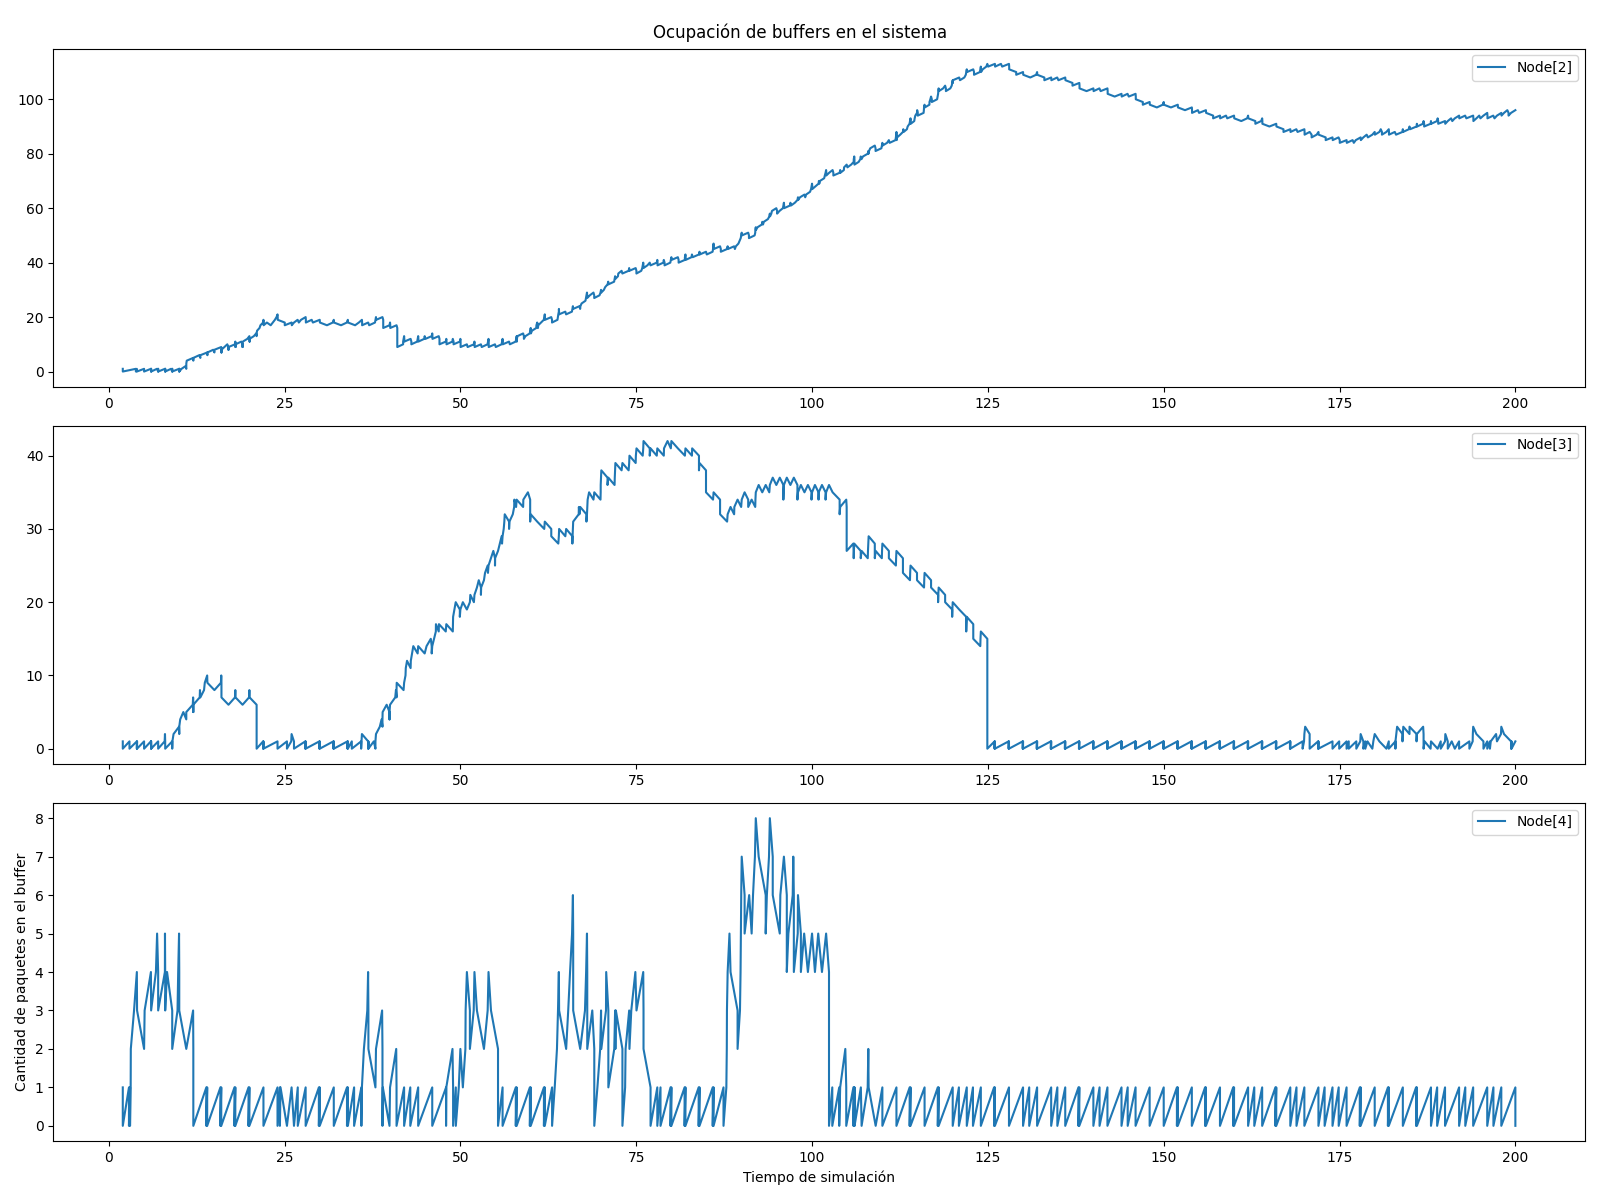 Ocupación de buffers en el sistema
Node[2]
100
80
60
40
20
0
0 25 50 75 100 125 150 175 200
Node[3]
40
30
20
10
0
0 25 50 75 100 125 150 175 200
Node[4]
Cantidad de paquetes en el buffer
8
7
6
5
4
3
2
1
0
0 25 50 75 100 125 150 175 200
Tiempo de simulación